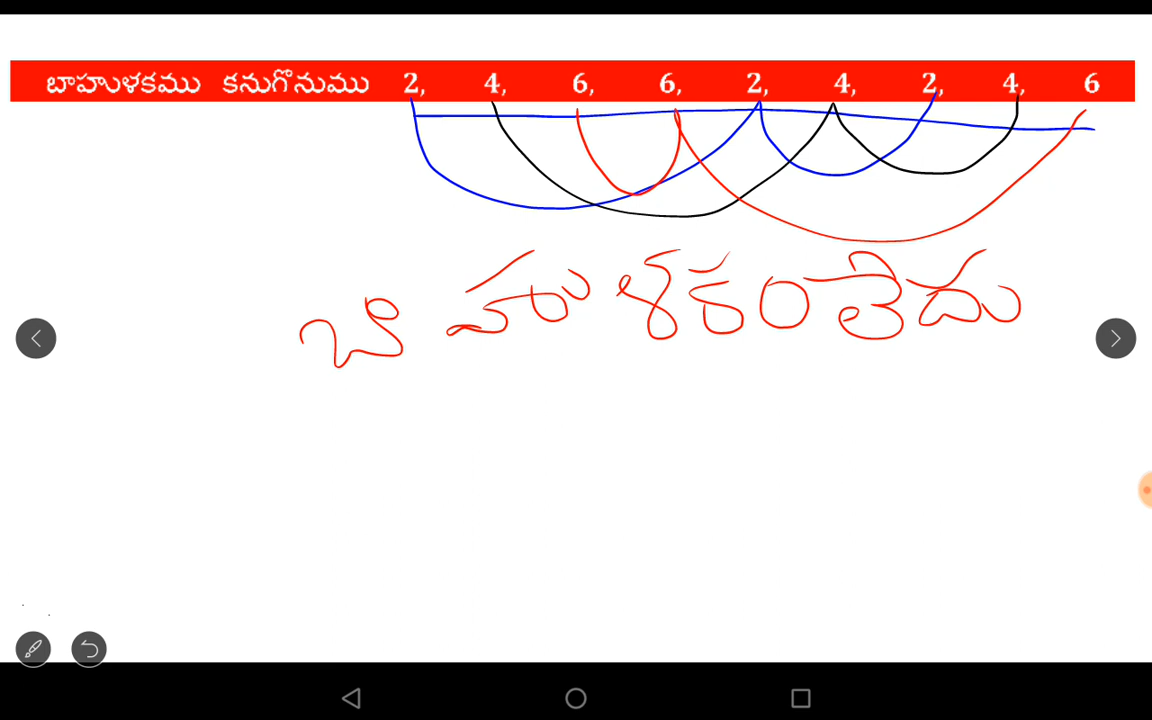 బాహుళకము కనుగొనుము 2, 4, 6, 6, 2, 4, 2, 4, 6
బాహుళకం లేదు